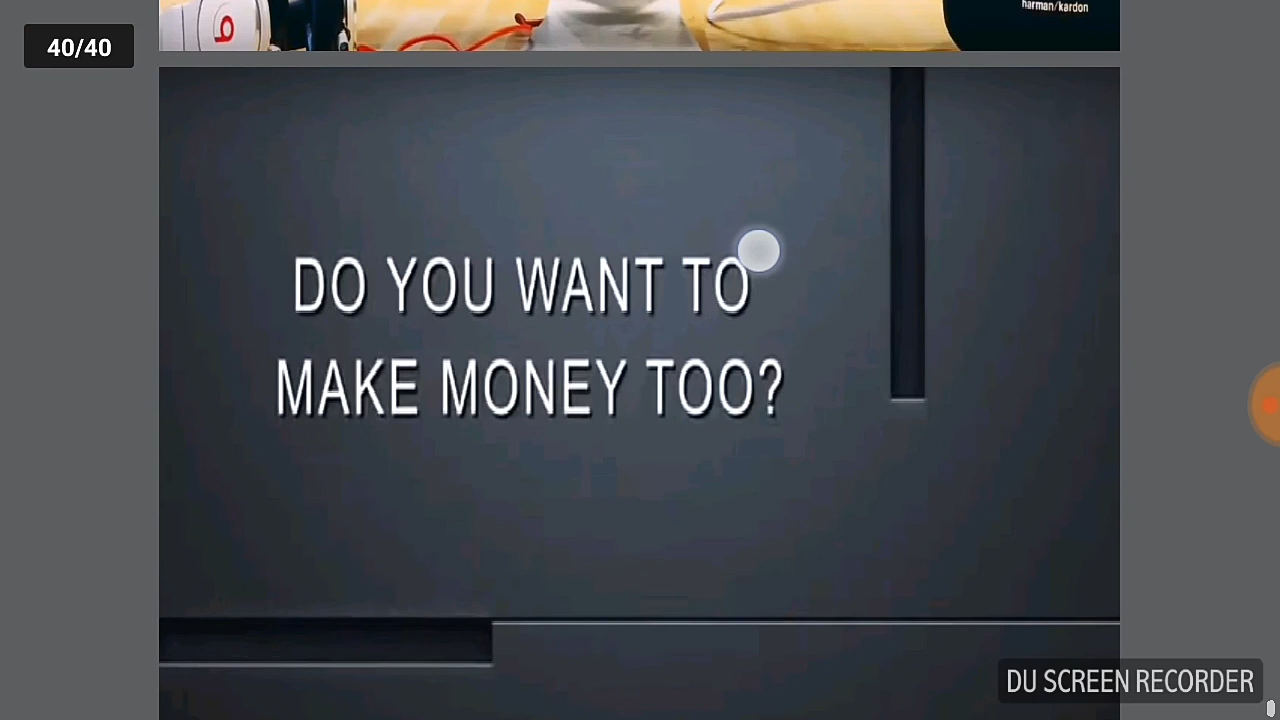 harman/kardon
40/40
DO YOU WANT TO
MAKE MONEY TOO?
DU SCREEN RECORDER